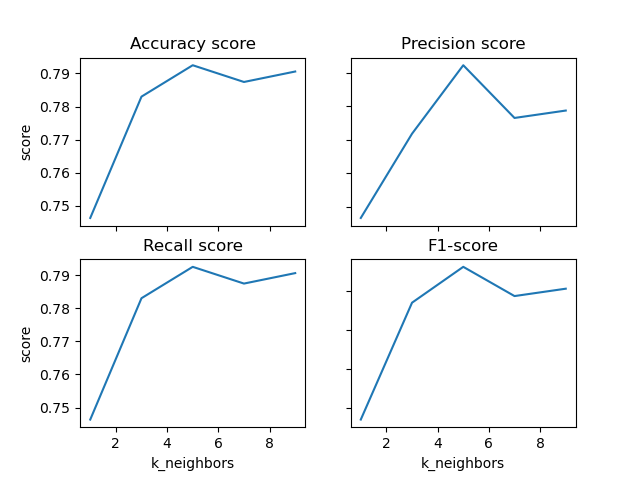 Accuracy score
Precision score
0.79
0.78
0.77
0.76
0.75
score
Recall score
F1-score
0.79
0.78
0.77
0.76
0.75
score
2 4 6 8
2 4 6 8
k_neighbors
k_neighbors